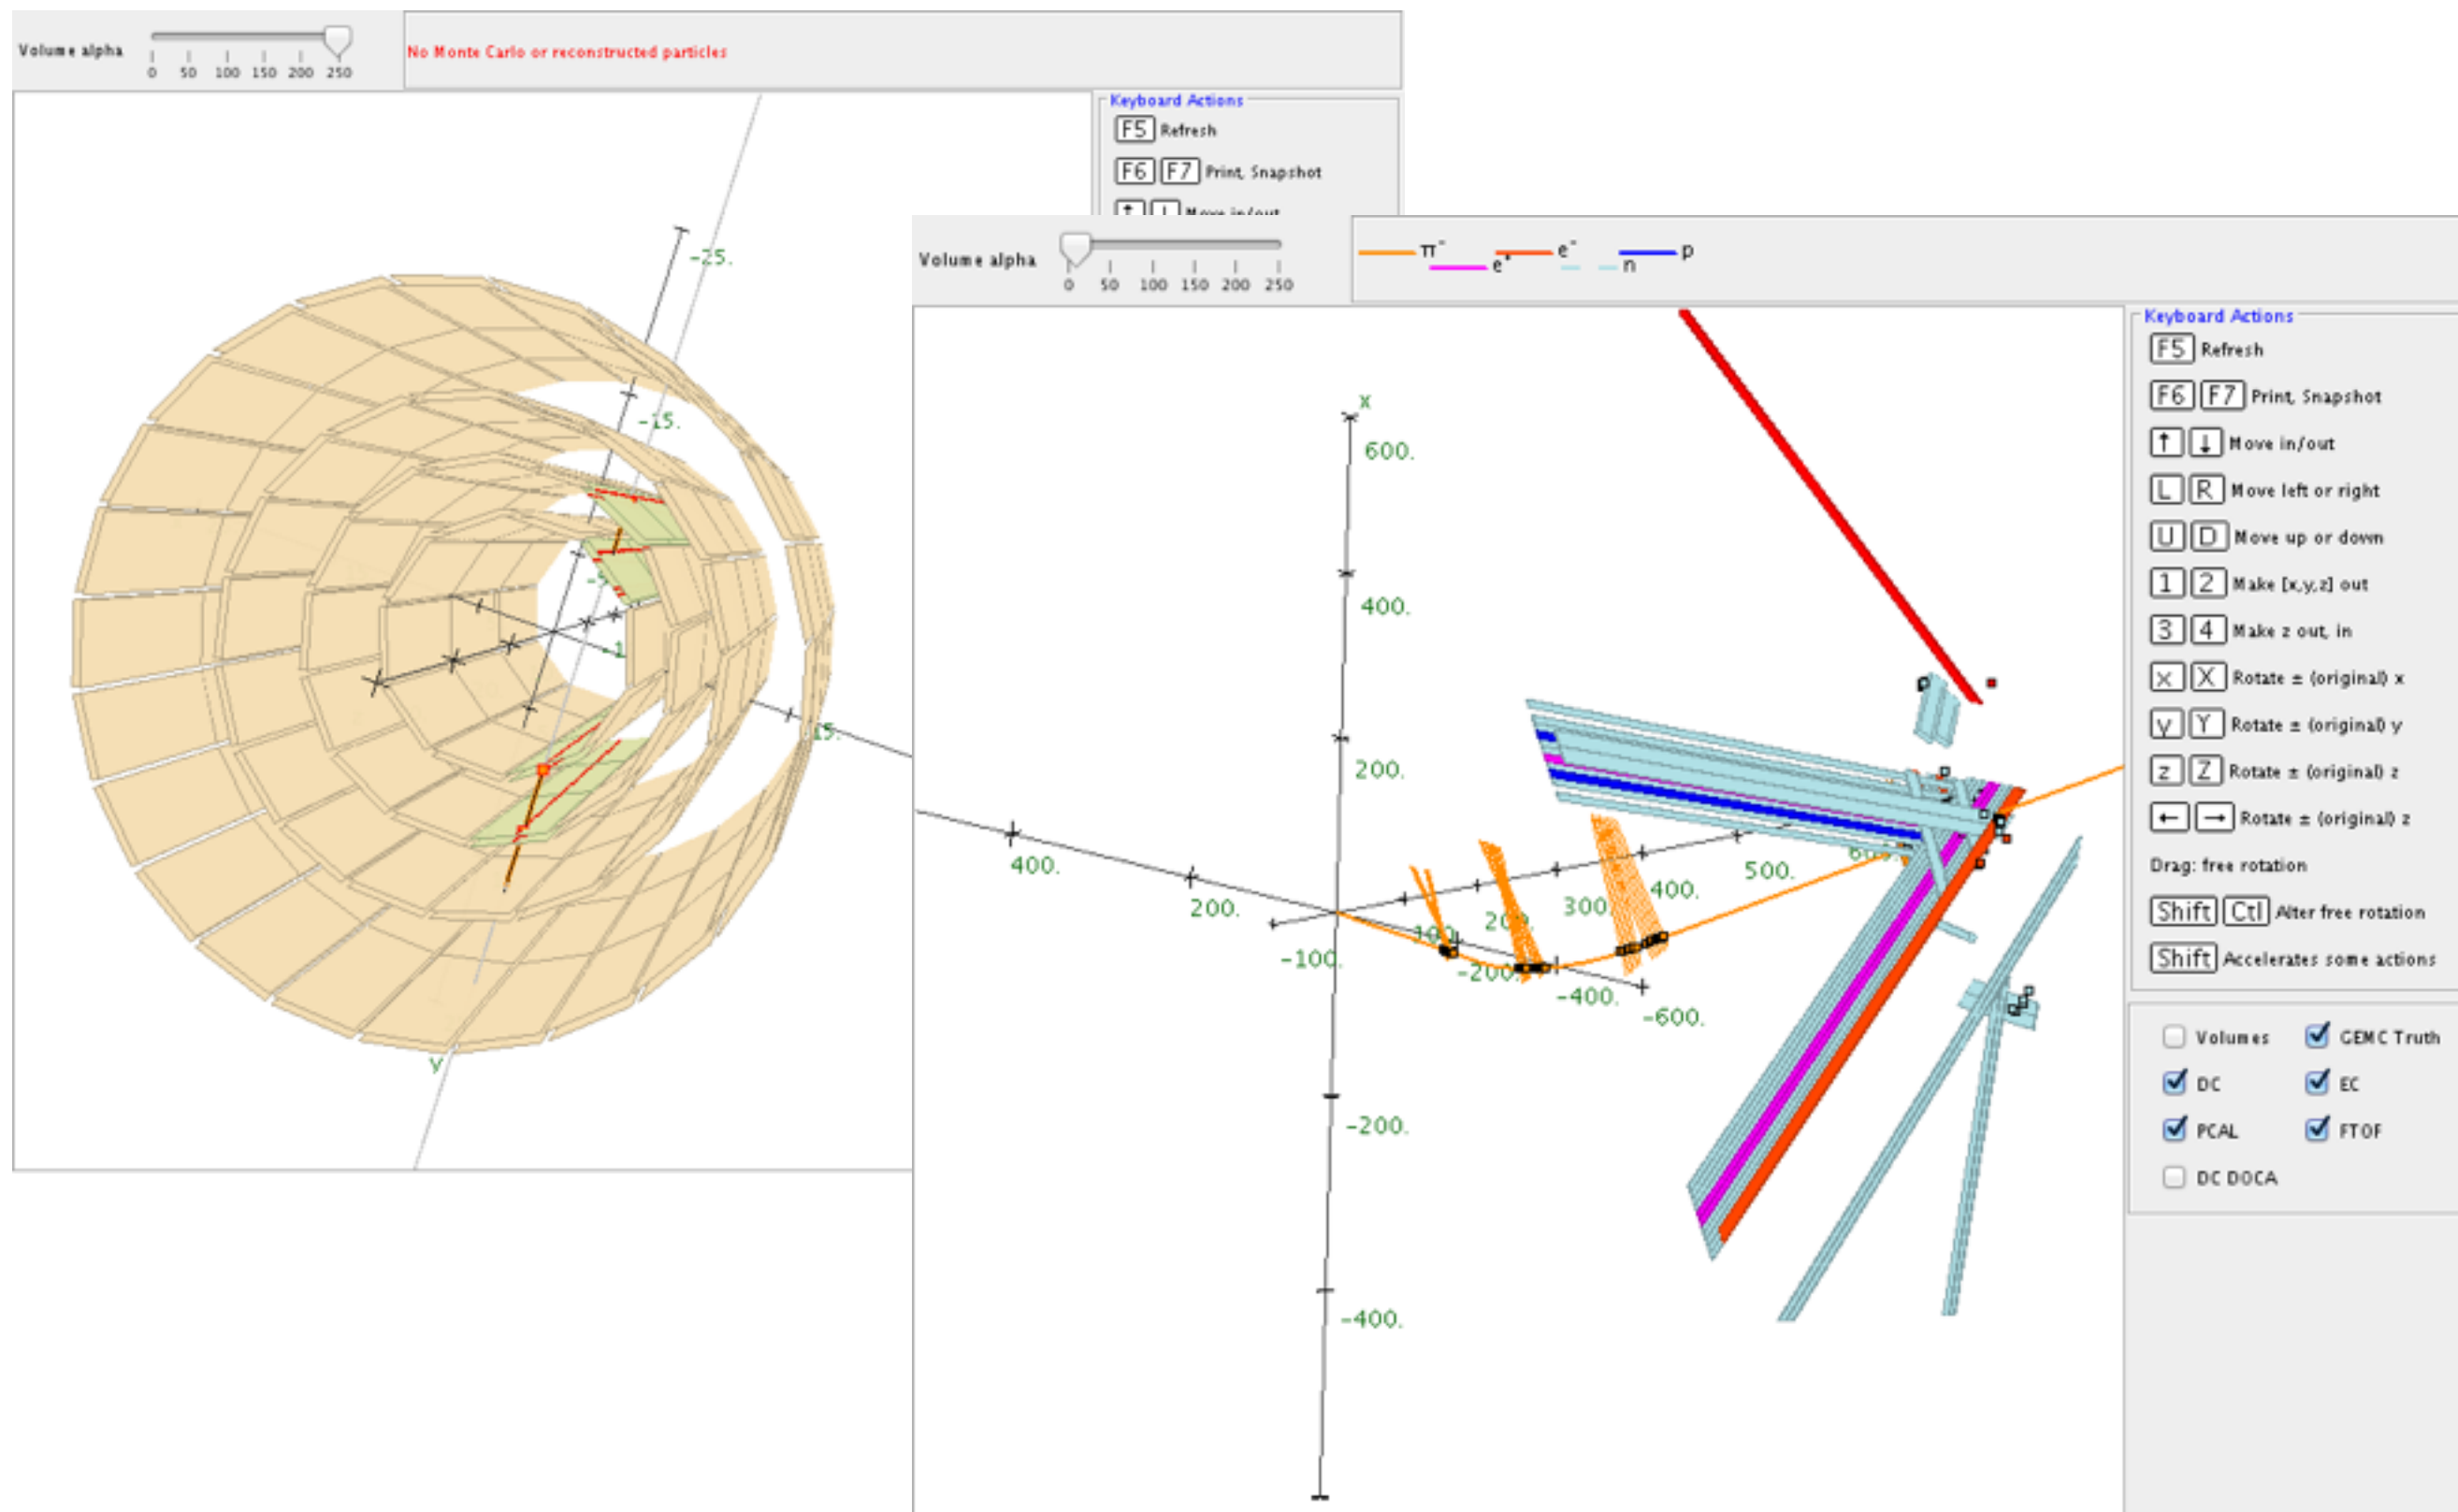 Volume alpha
0 50 100 150 200 250
No Monte Carlo or reconstructed particles
Keyboard Actions
F5 Refresh
F6 F7 Print, Snapshot
↑ ↓ Move in/out
-25.
-15.
15.
y
Volume alpha
0 50 100 150 200 250
π⁻ e⁻ p
e⁺ n
x
600.
400.
200.
400.
200.
-100.
100.
300.
400.
500.
-200.
-400.
-600.
-200.
-400.
Keyboard Actions
F5 Refresh
F6 F7 Print, Snapshot
↑ ↓ Move in/out
L R Move left or right
U D Move up or down
1 2 Make [x,y,z] out
3 4 Make z out, in
x X Rotate ± (original) x
y Y Rotate ± (original) y
z Z Rotate ± (original) z
← → Rotate ± (original) z
Drag: free rotation
Shift Ctl Alter free rotation
Shift Accelerates some actions
Volumes GEMC Truth
DC EC
PCAL FTOF
DC DOCA